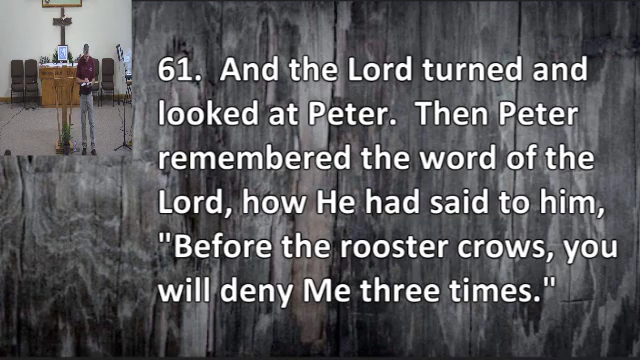 61.  And the Lord turned and
looked at Peter.  Then Peter
remembered the word of the
Lord, how He had said to him,
"Before the rooster crows, you
will deny Me three times."